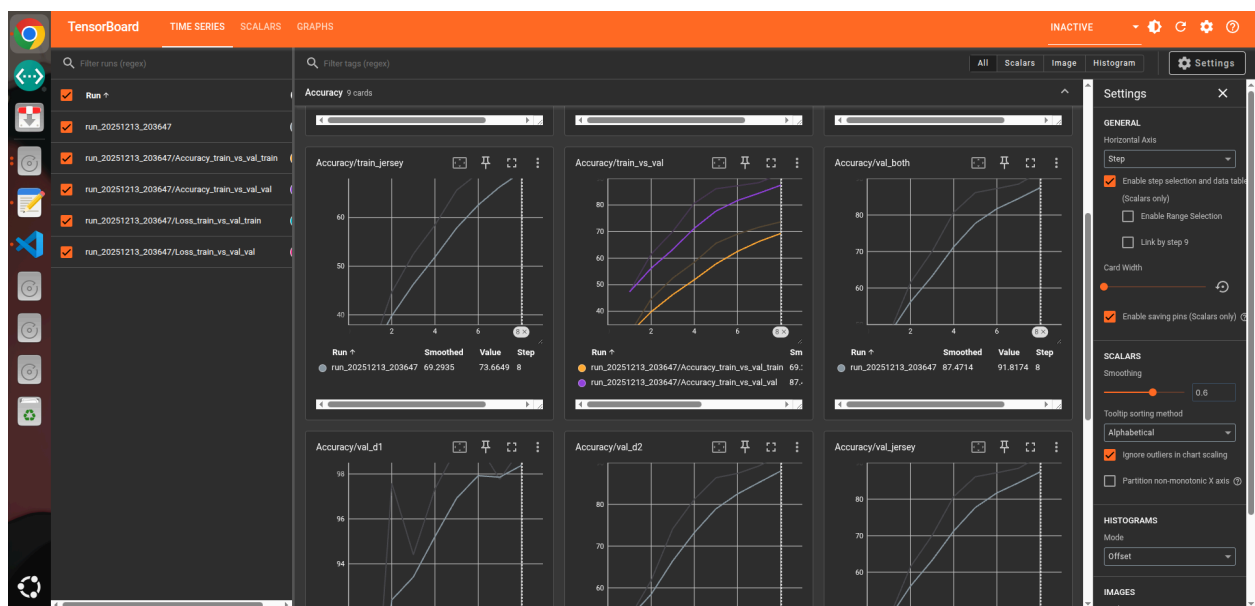 TensorBoard TIME SERIES SCALARS GRAPHS INACTIVE
Filter runs (regex)
Run ↑
run_20251213_203647
run_20251213_203647/Accuracy_train_vs_val_train
run_20251213_203647/Accuracy_train_vs_val_val
run_20251213_203647/Loss_train_vs_val_train
run_20251213_203647/Loss_train_vs_val_val
Filter tags (regex)
All Scalars Image Histogram Settings
Accuracy 9 cards
Accuracy/train_jersey
60
50
40
2 4 6 8
Run ↑ Smoothed Value Step
run_20251213_203647 69.2935 73.6649 8
Accuracy/train_vs_val
80
70
60
50
40
2 4 6 8
Run ↑ Sm
run_20251213_203647/Accuracy_train_vs_val_train 69.
run_20251213_203647/Accuracy_train_vs_val_val 87.
Accuracy/val_both
80
70
60
2 4 6 8
Run ↑ Smoothed Value Step
run_20251213_203647 87.4714 91.8174 8
Accuracy/val_d1
98
96
94
Accuracy/val_d2
80
70
60
Accuracy/val_jersey
80
70
60
Settings
GENERAL
Horizontal Axis
Step
Enable step selection and data table
(Scalars only)
Enable Range Selection
Link by step 9
Card Width
Enable saving pins (Scalars only)
SCALARS
Smoothing
0.6
Tooltip sorting method
Alphabetical
Ignore outliers in chart scaling
Partition non-monotonic X axis
HISTOGRAMS
Mode
Offset
IMAGES